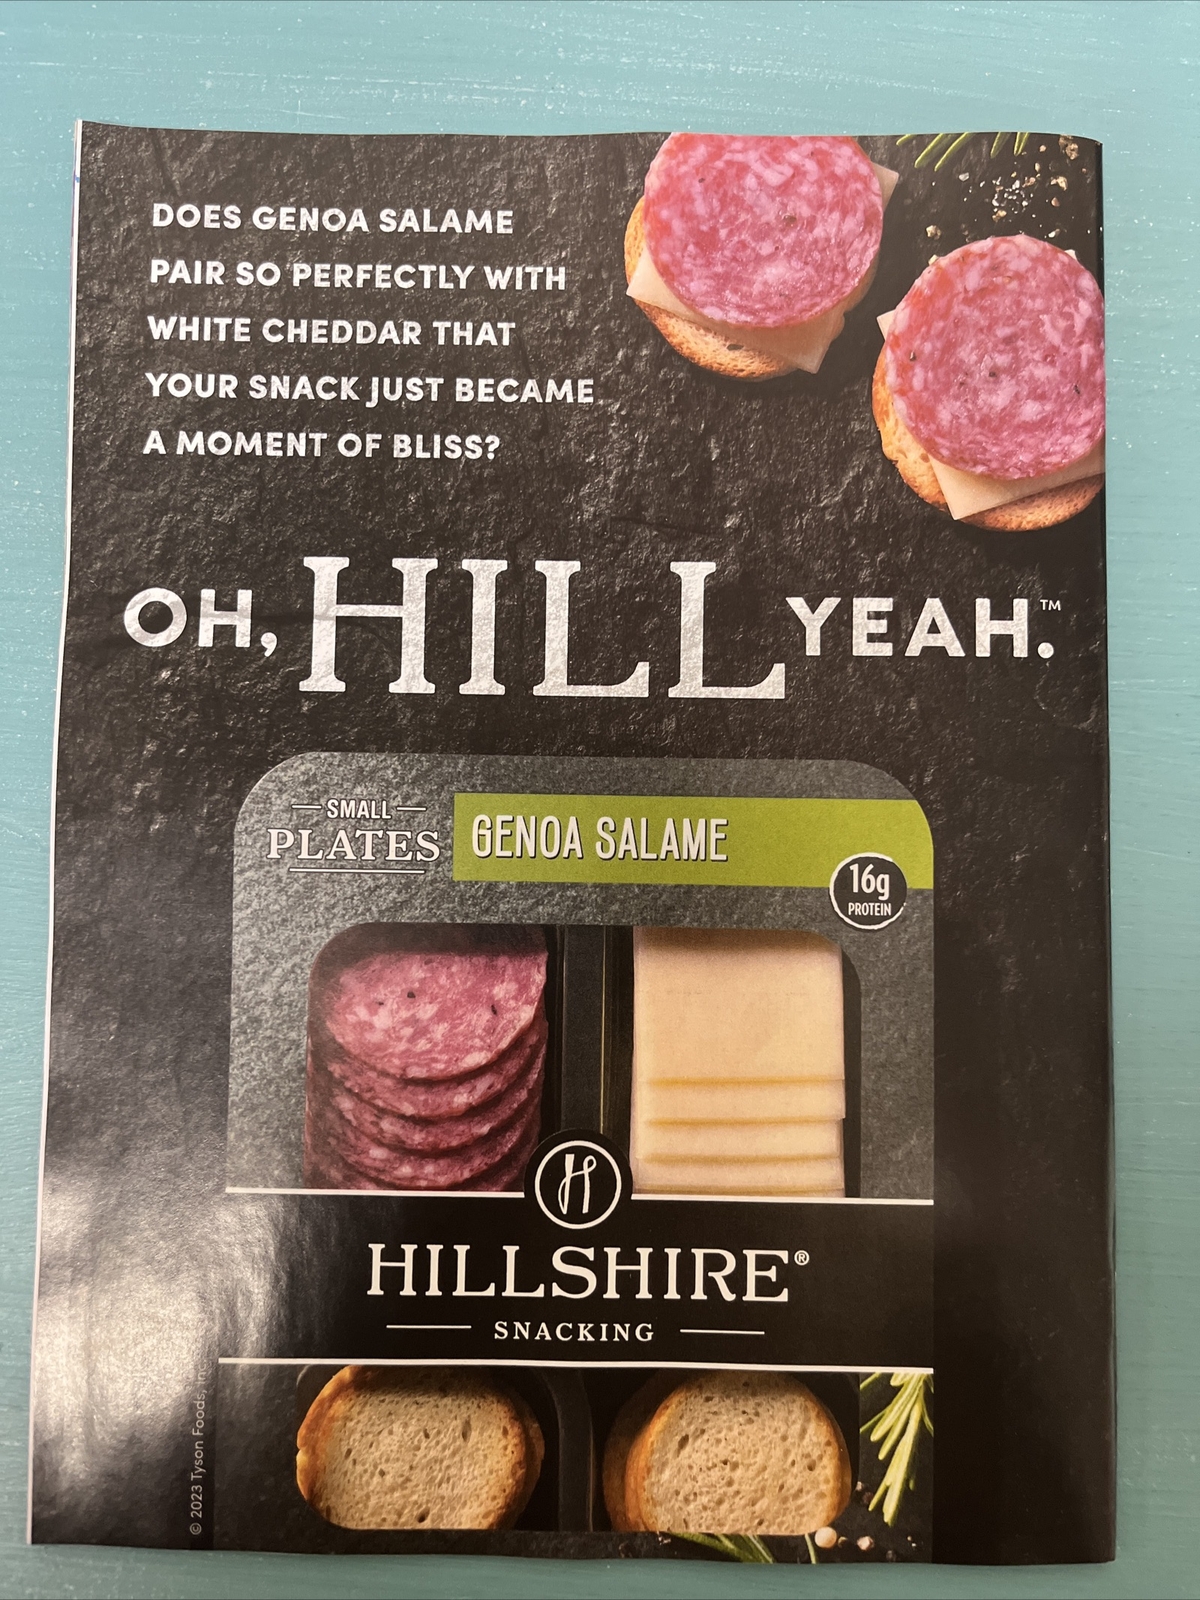 DOES GENOA SALAME
PAIR SO PERFECTLY WITH
WHITE CHEDDAR THAT
YOUR SNACK JUST BECAME
A MOMENT OF BLISS?
OH, HILL YEAH.™
SMALL
PLATES
GENOA SALAME
16g
PROTEIN
H
HILLSHIRE®
SNACKING
© 2023 Tyson Foods, Inc.